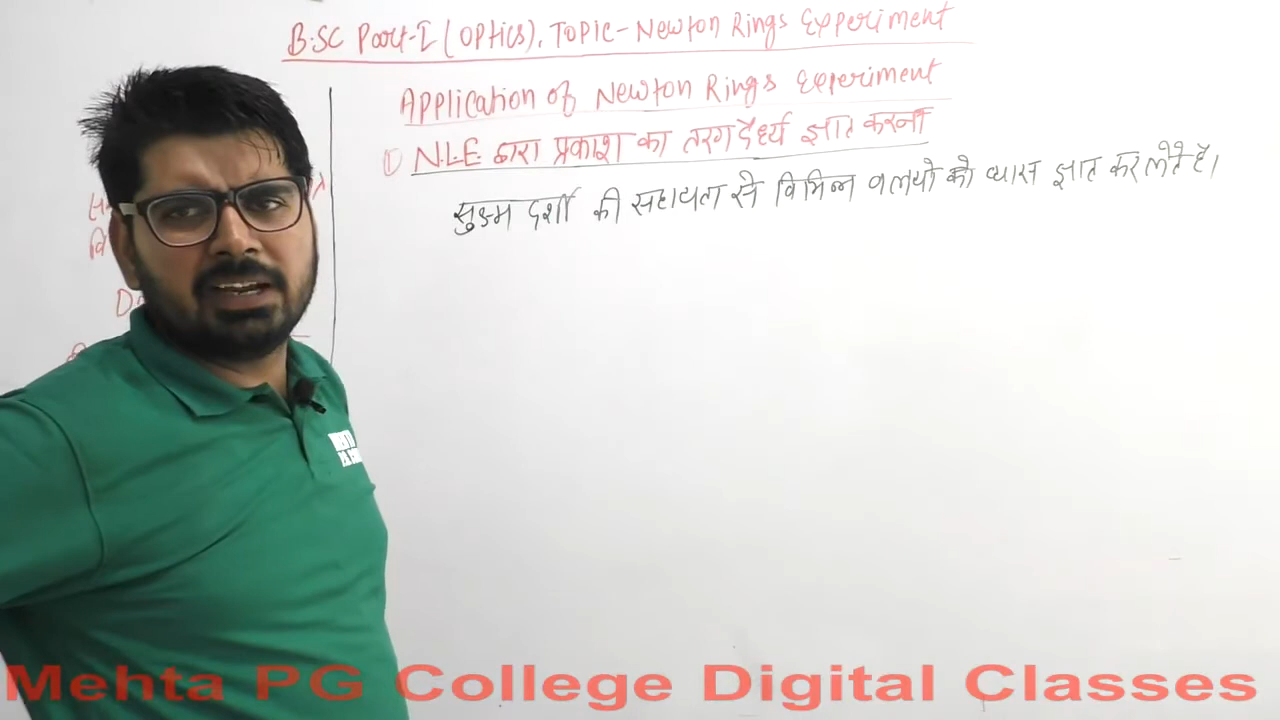 B.SC Part-I (Optics). Topic-Newton Rings Experiment
Application of Newton Rings Experiment
① N.L.E. द्वारा प्रकाश का तरंगदैर्ध्य ज्ञात करना
सुक्ष्म दर्शी की सहायता से विभिन्न वलयो को व्यास ज्ञात कर लेते है।
वि
D
Mehta PG College Digital Classes